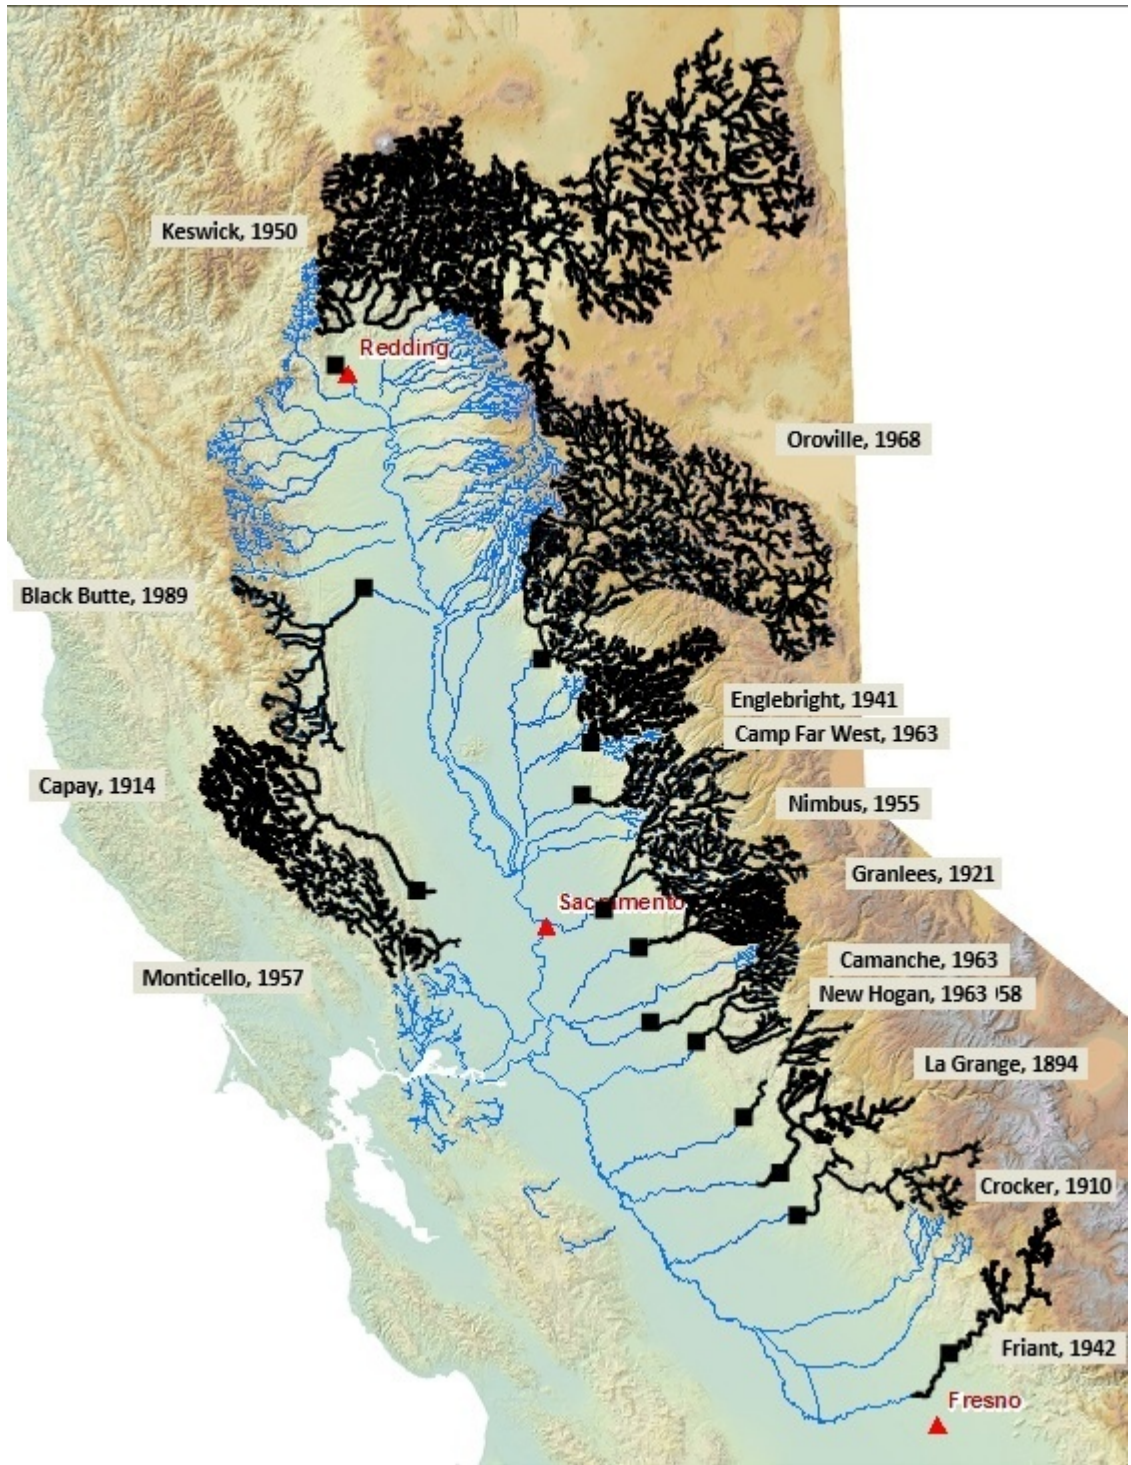 Keswick, 1950
Redding
Oroville, 1968
Black Butte, 1989
Englebright, 1941
Camp Far West, 1963
Capay, 1914
Nimbus, 1955
Granlees, 1921
Sacramento
Camanche, 1963
Monticello, 1957
New Hogan, 1963
58
La Grange, 1894
Crocker, 1910
Friant, 1942
Fresno